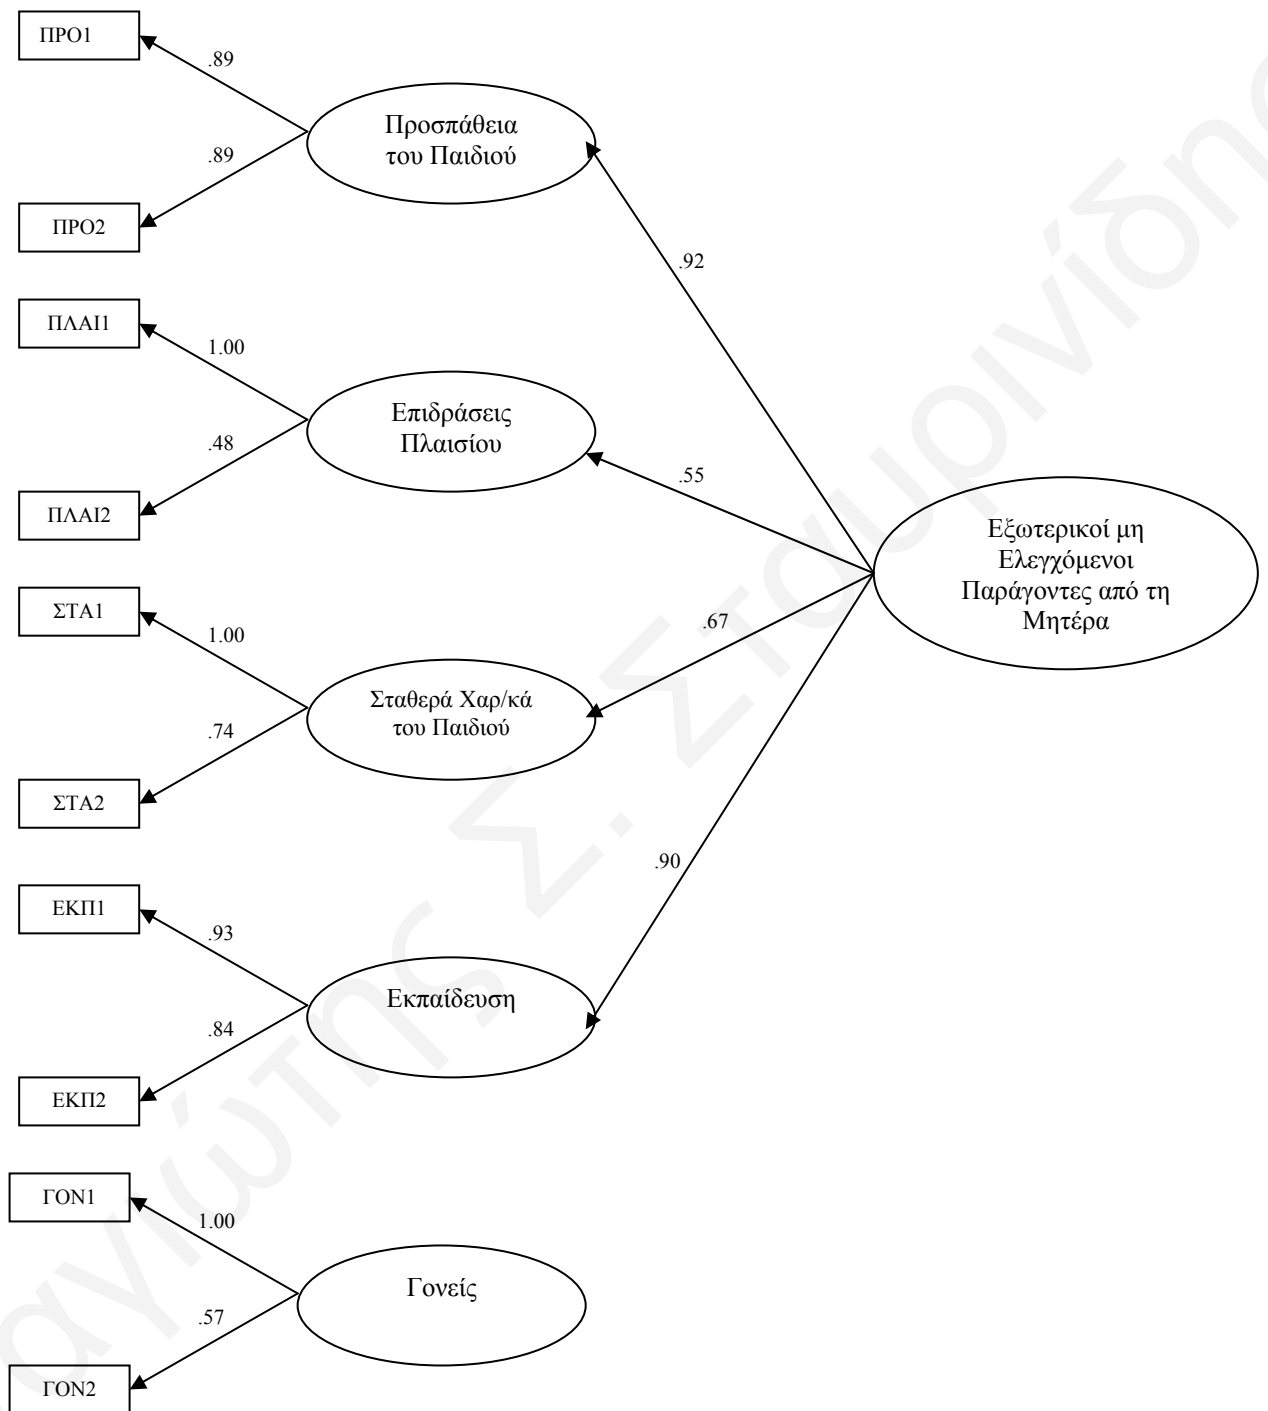 ΠΡΟ1
.89
Προσπάθεια
του Παιδιού
.89
ΠΡΟ2
.92
ΠΛΑΙ1
1.00
Επιδράσεις
Πλαισίου
.48
.55
ΠΛΑΙ2
Εξωτερικοί μη
Ελεγχόμενοι
Παράγοντες από τη
Μητέρα
ΣΤΑ1
1.00
.67
Σταθερά Χαρ/κά
του Παιδιού
.74
ΣΤΑ2
.90
ΕΚΠ1
.93
Εκπαίδευση
.84
ΕΚΠ2
ΓΟΝ1
1.00
Γονείς
.57
ΓΟΝ2
Σ. Σταυρινίδης